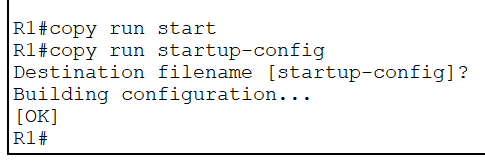 R1#copy run start
R1#copy run startup-config
Destination filename [startup-config]?
Building configuration...
[OK]
R1#